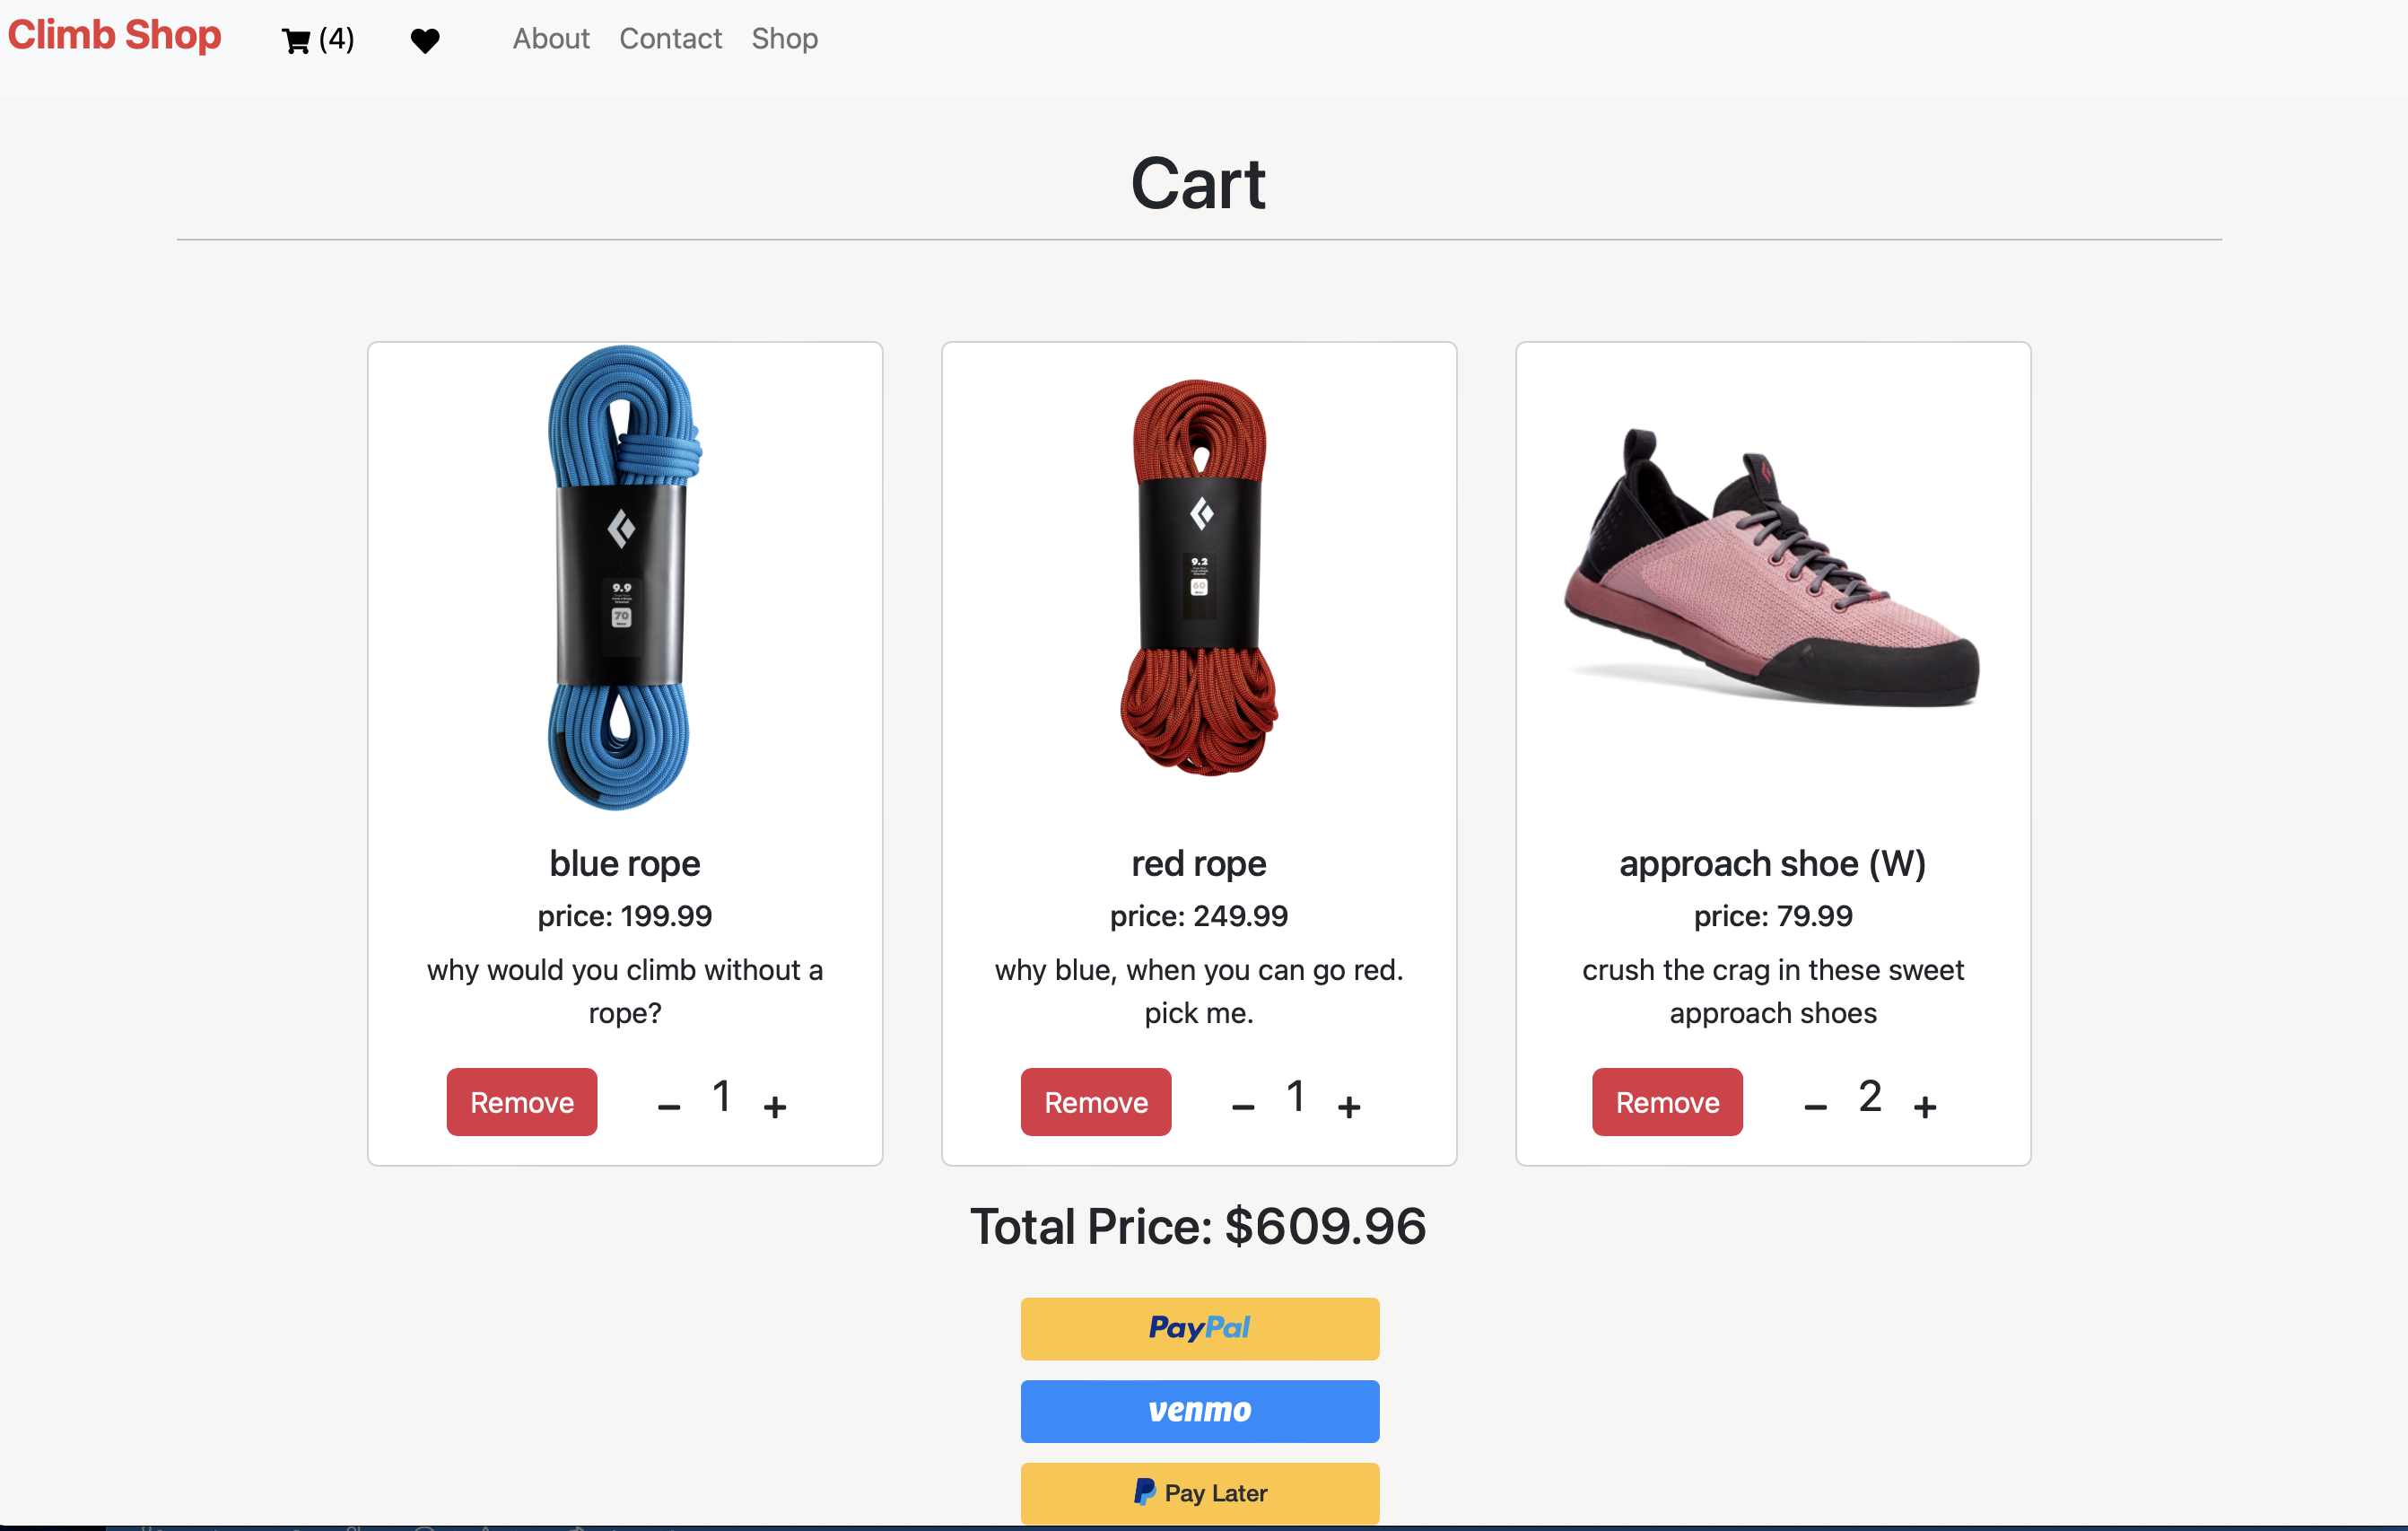 Climb Shop (4) About Contact Shop
Cart
9.9
70
9.2
60
blue rope
price: 199.99
why would you climb without a
rope?
Remove − 1 +
red rope
price: 249.99
why blue, when you can go red.
pick me.
Remove − 1 +
approach shoe (W)
price: 79.99
crush the crag in these sweet
approach shoes
Remove − 2 +
Total Price: $609.96
PayPal
venmo
Pay Later